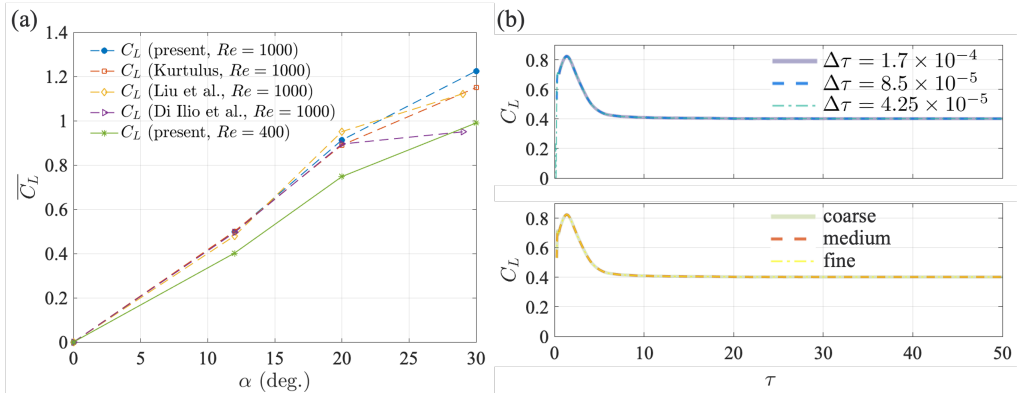 (a)
1.4
1.2
1
0.8
0.6
0.4
0.2
0
$\overline{C_L}$
C_L (present, Re = 1000)
C_L (Kurtulus, Re = 1000)
C_L (Liu et al., Re = 1000)
C_L (Di Ilio et al., Re = 1000)
C_L (present, Re = 400)
0 5 10 15 20 25 30
α (deg.)
(b)
0.8
0.6
0.4
0.2
0
C_L
Δτ = 1.7 × 10⁻⁴
Δτ = 8.5 × 10⁻⁵
Δτ = 4.25 × 10⁻⁵
0.8
0.6
0.4
0.2
0
C_L
coarse
medium
fine
0 10 20 30 40 50
τ